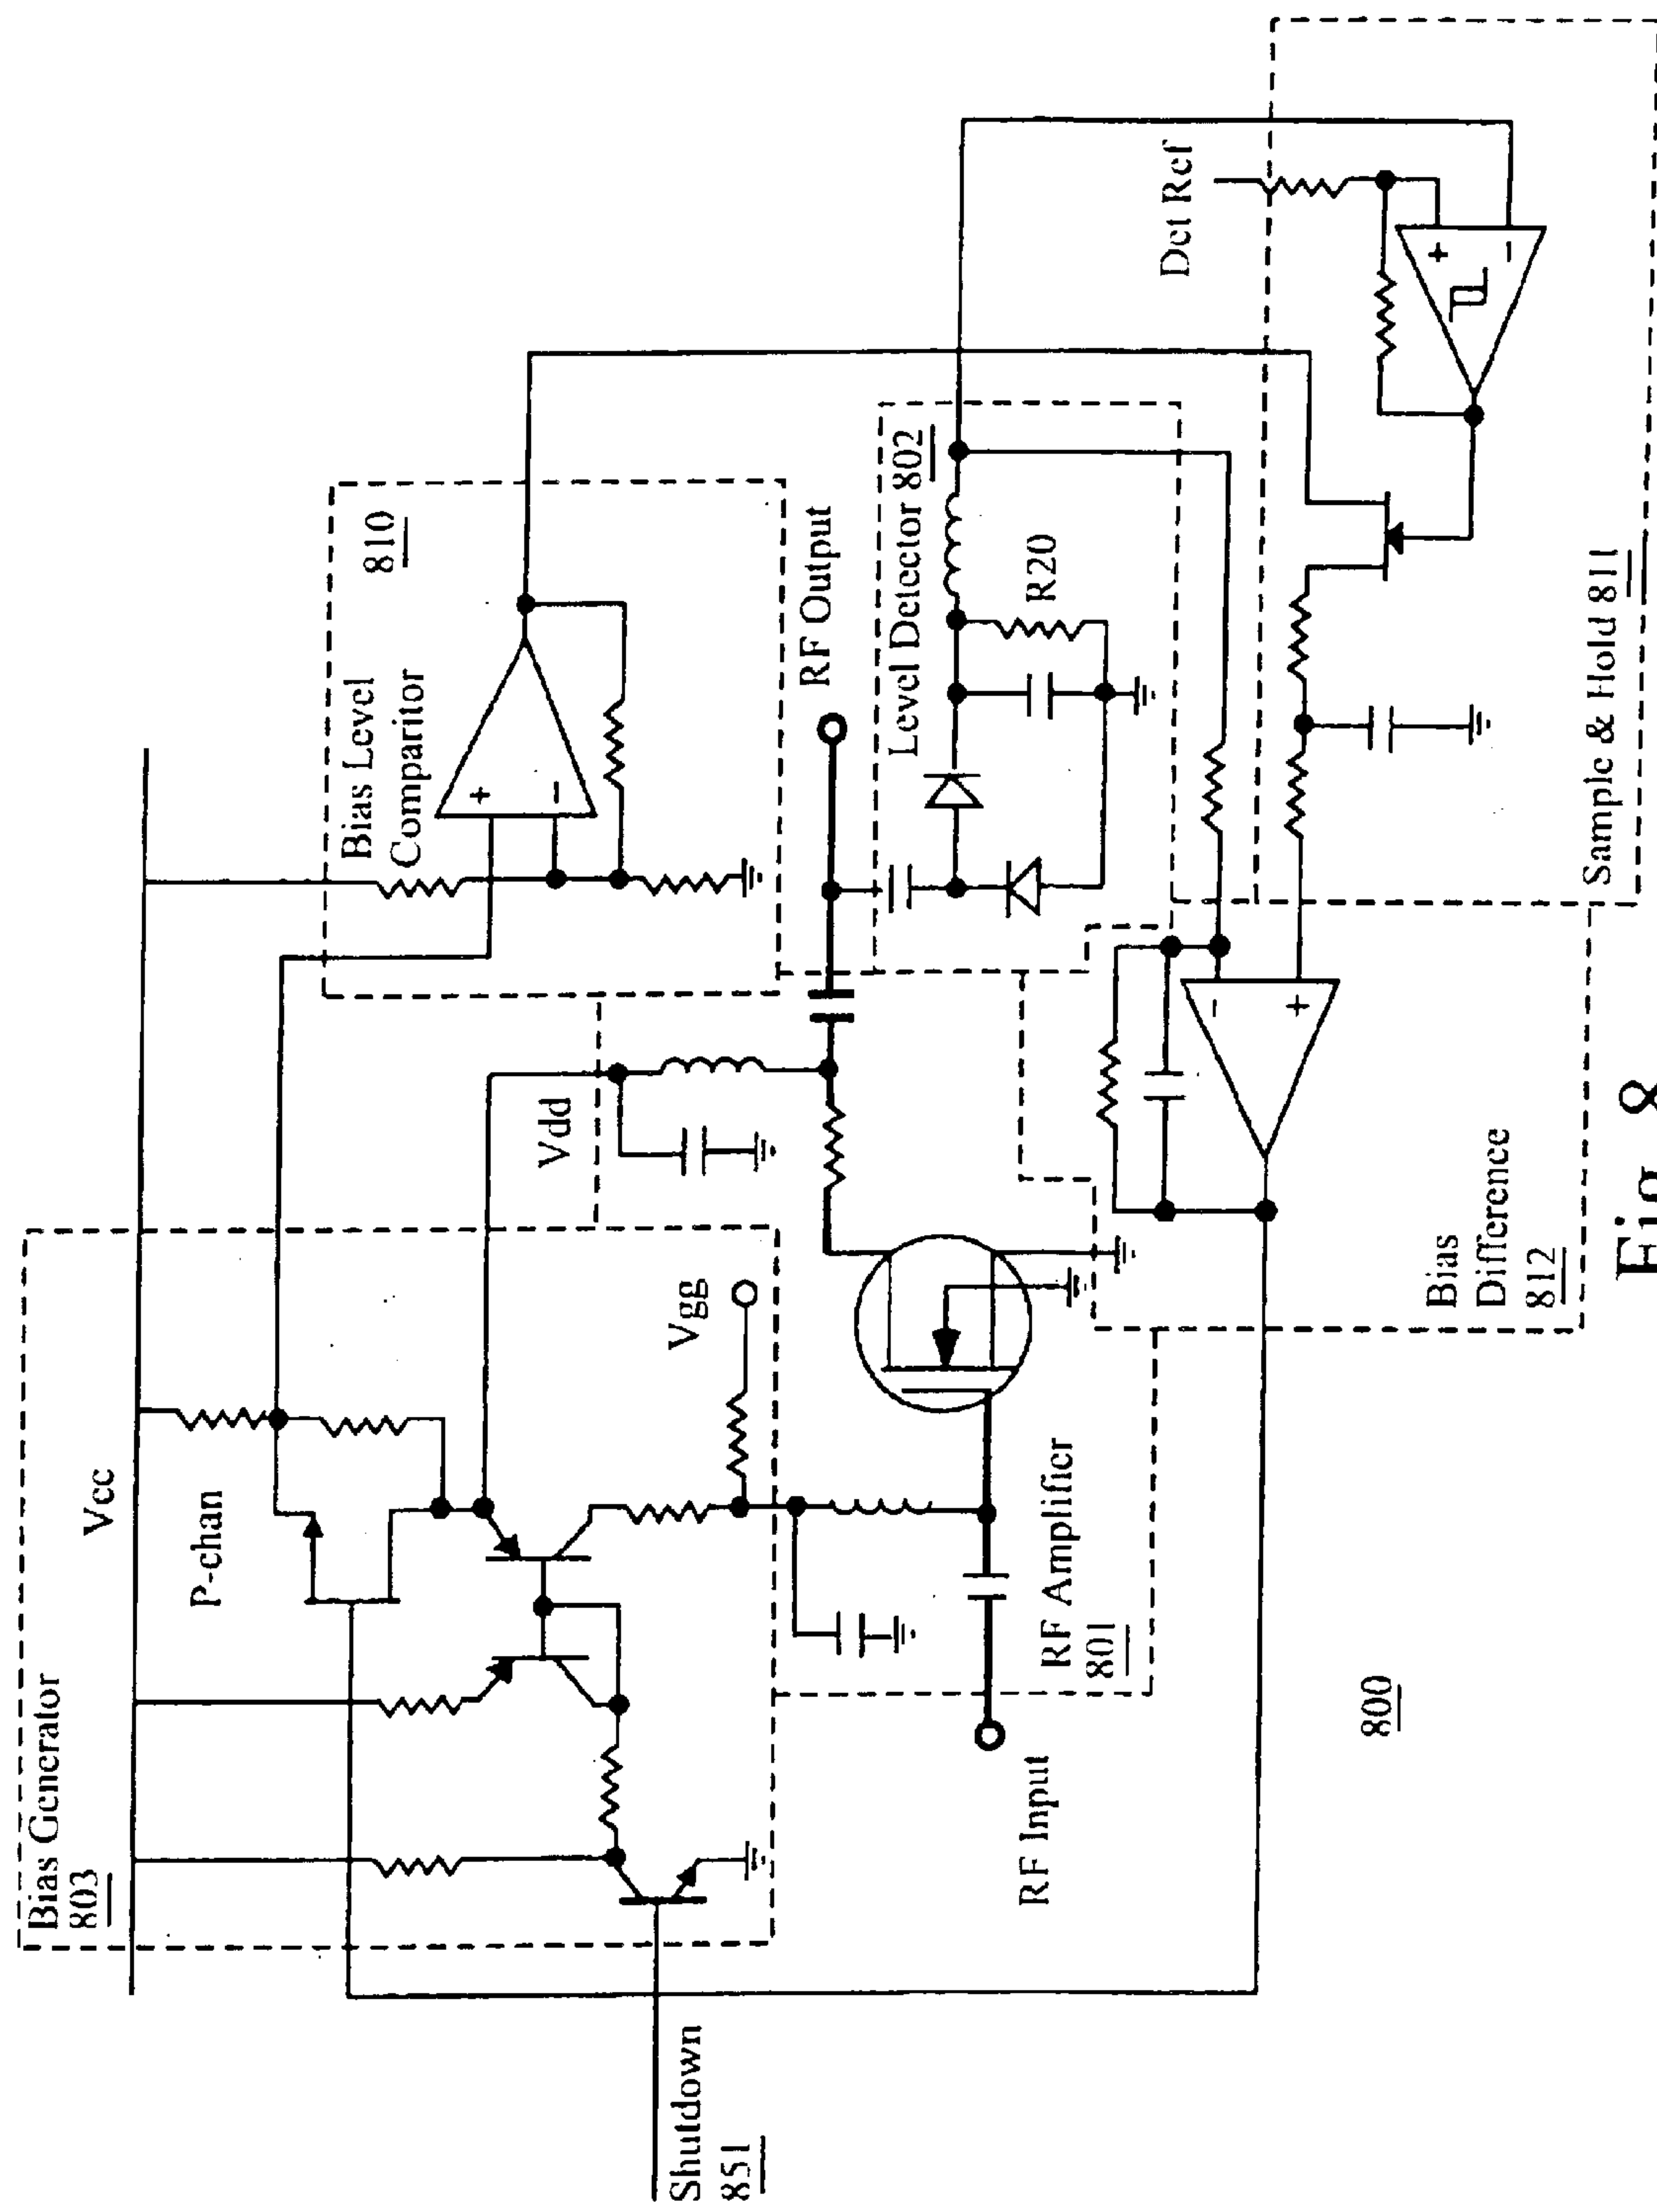 Bias Generator
803
Vcc
P-chan
Vgg
Vdd
Bias Level
Comparitor
810
+
−
RF Output
Level Detector 802
R20
Det Ref
+
−
Sample & Hold 811
−
+
Bias
Difference
812
RF Amplifier
801
RF Input
Shutdown
851
800
Fig. 8